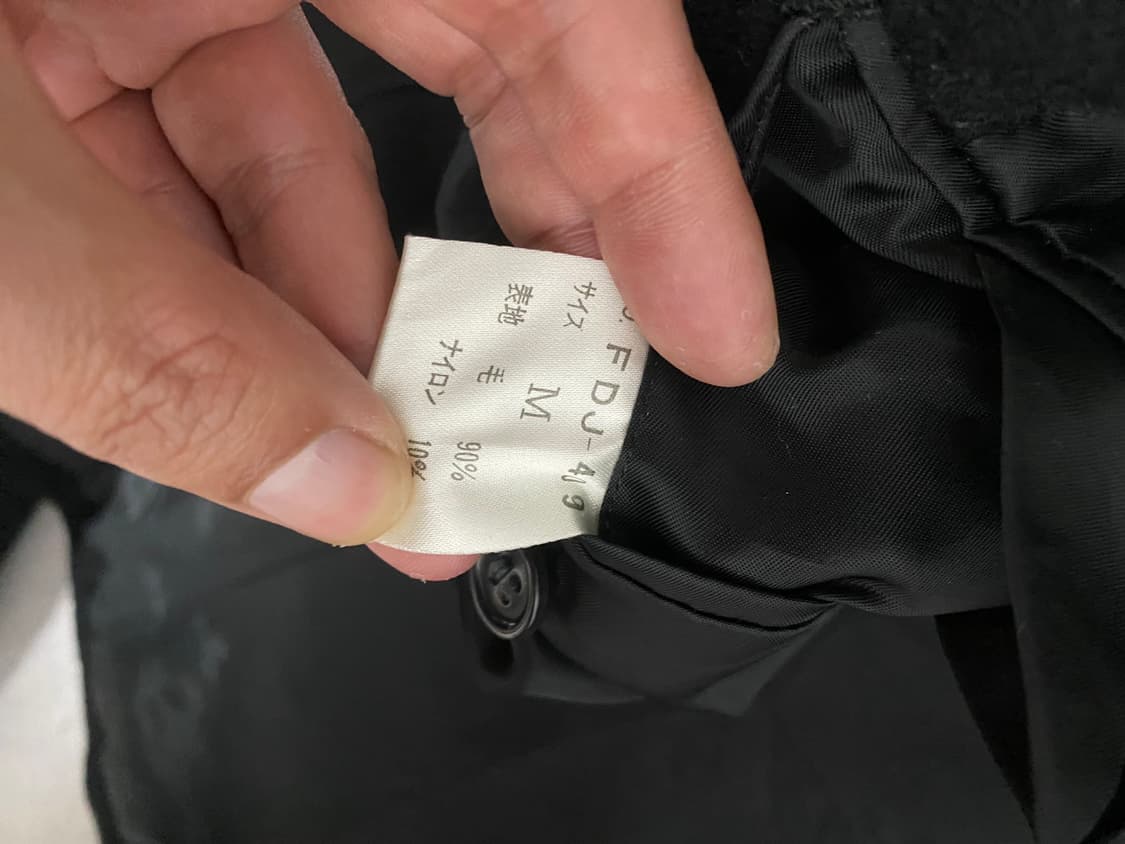 FDJ-419
サイズ M
表地 毛 90%
ナイロン 10%